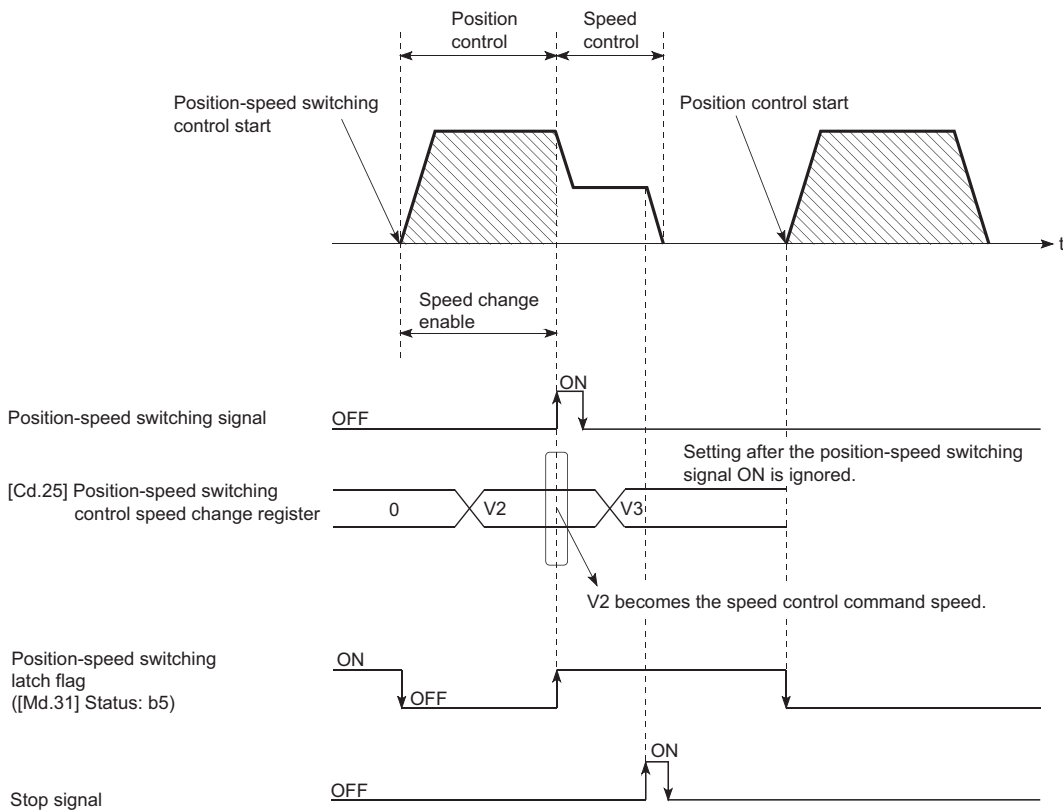 Position
control
Speed
control
Position-speed switching
control start
Position control start
t
Speed change
enable
ON
Position-speed switching signal
OFF
Setting after the position-speed switching
signal ON is ignored.
[Cd.25] Position-speed switching
control speed change register
0
V2
V3
V2 becomes the speed control command speed.
Position-speed switching
latch flag
([Md.31] Status: b5)
ON
OFF
ON
Stop signal
OFF